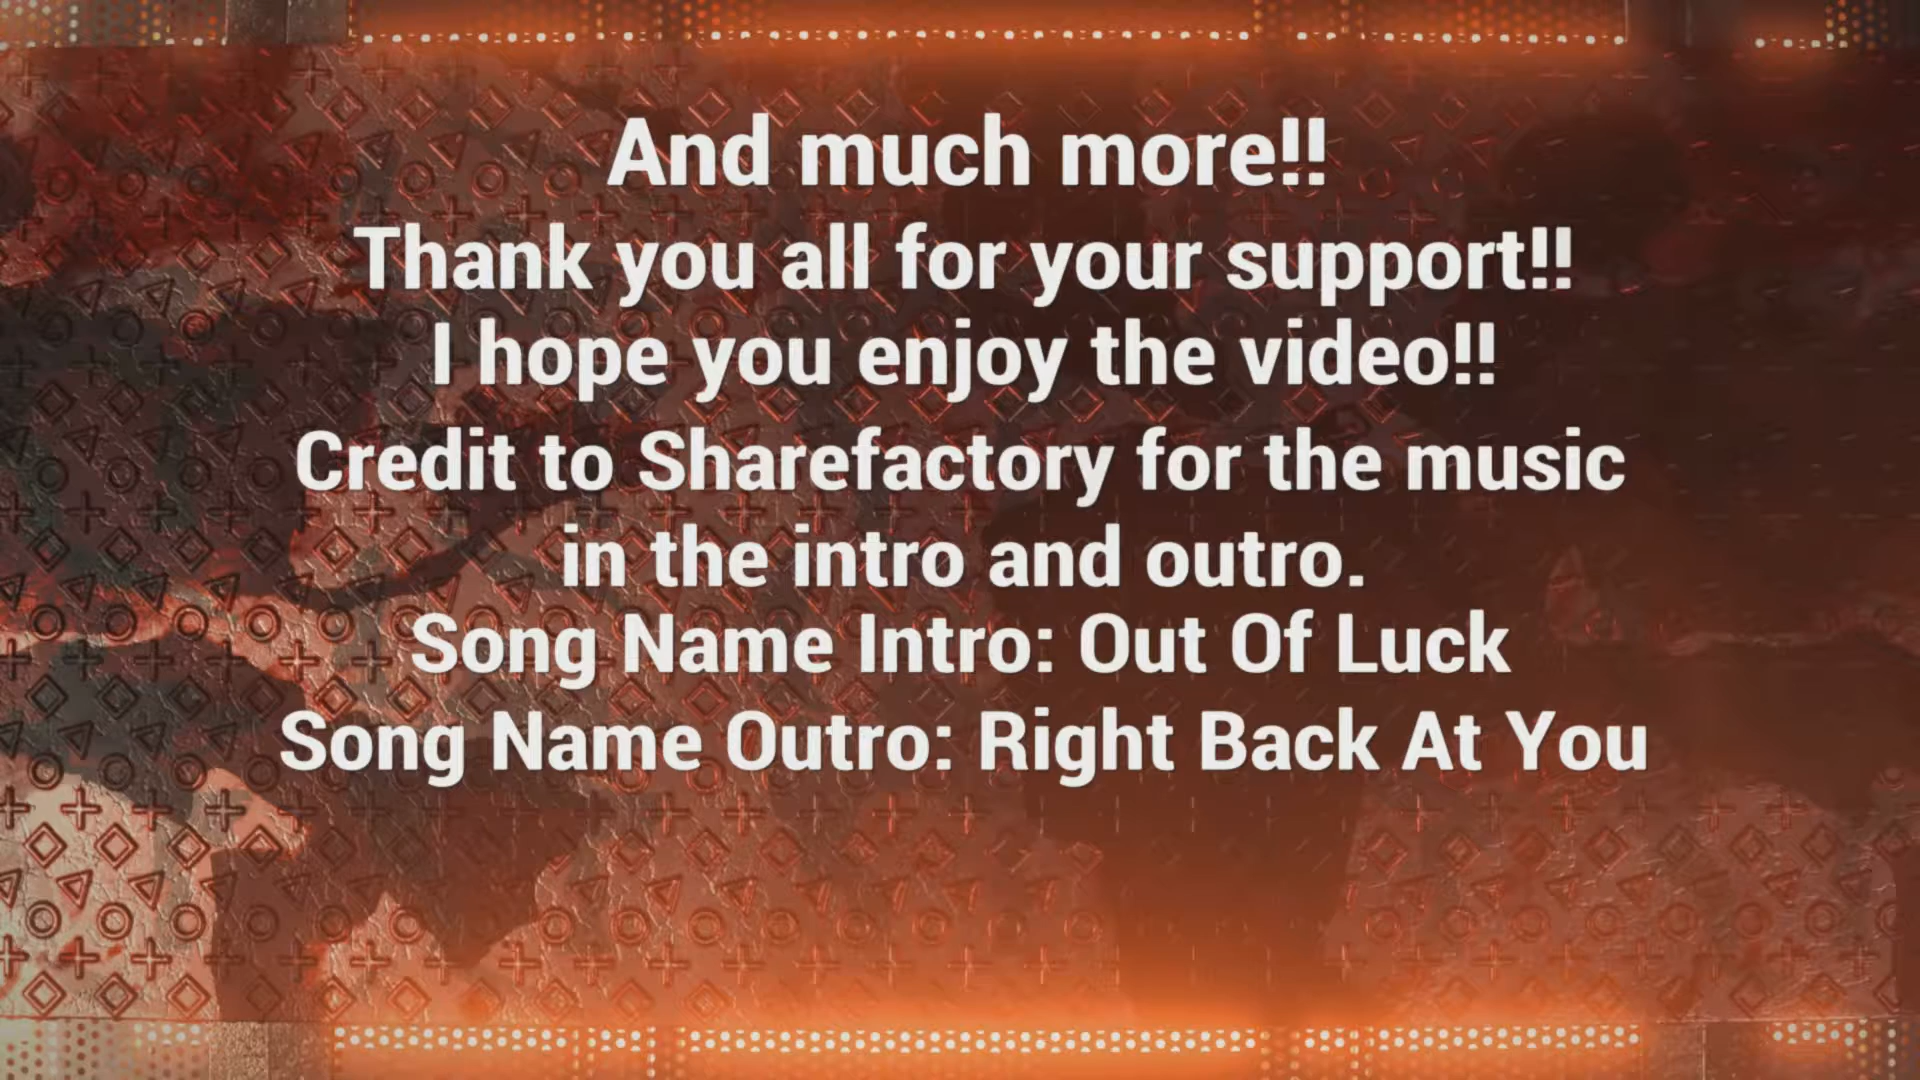 And much more!!
Thank you all for your support!!
I hope you enjoy the video!!
Credit to Sharefactory for the music
in the intro and outro.
Song Name Intro: Out Of Luck
Song Name Outro: Right Back At You